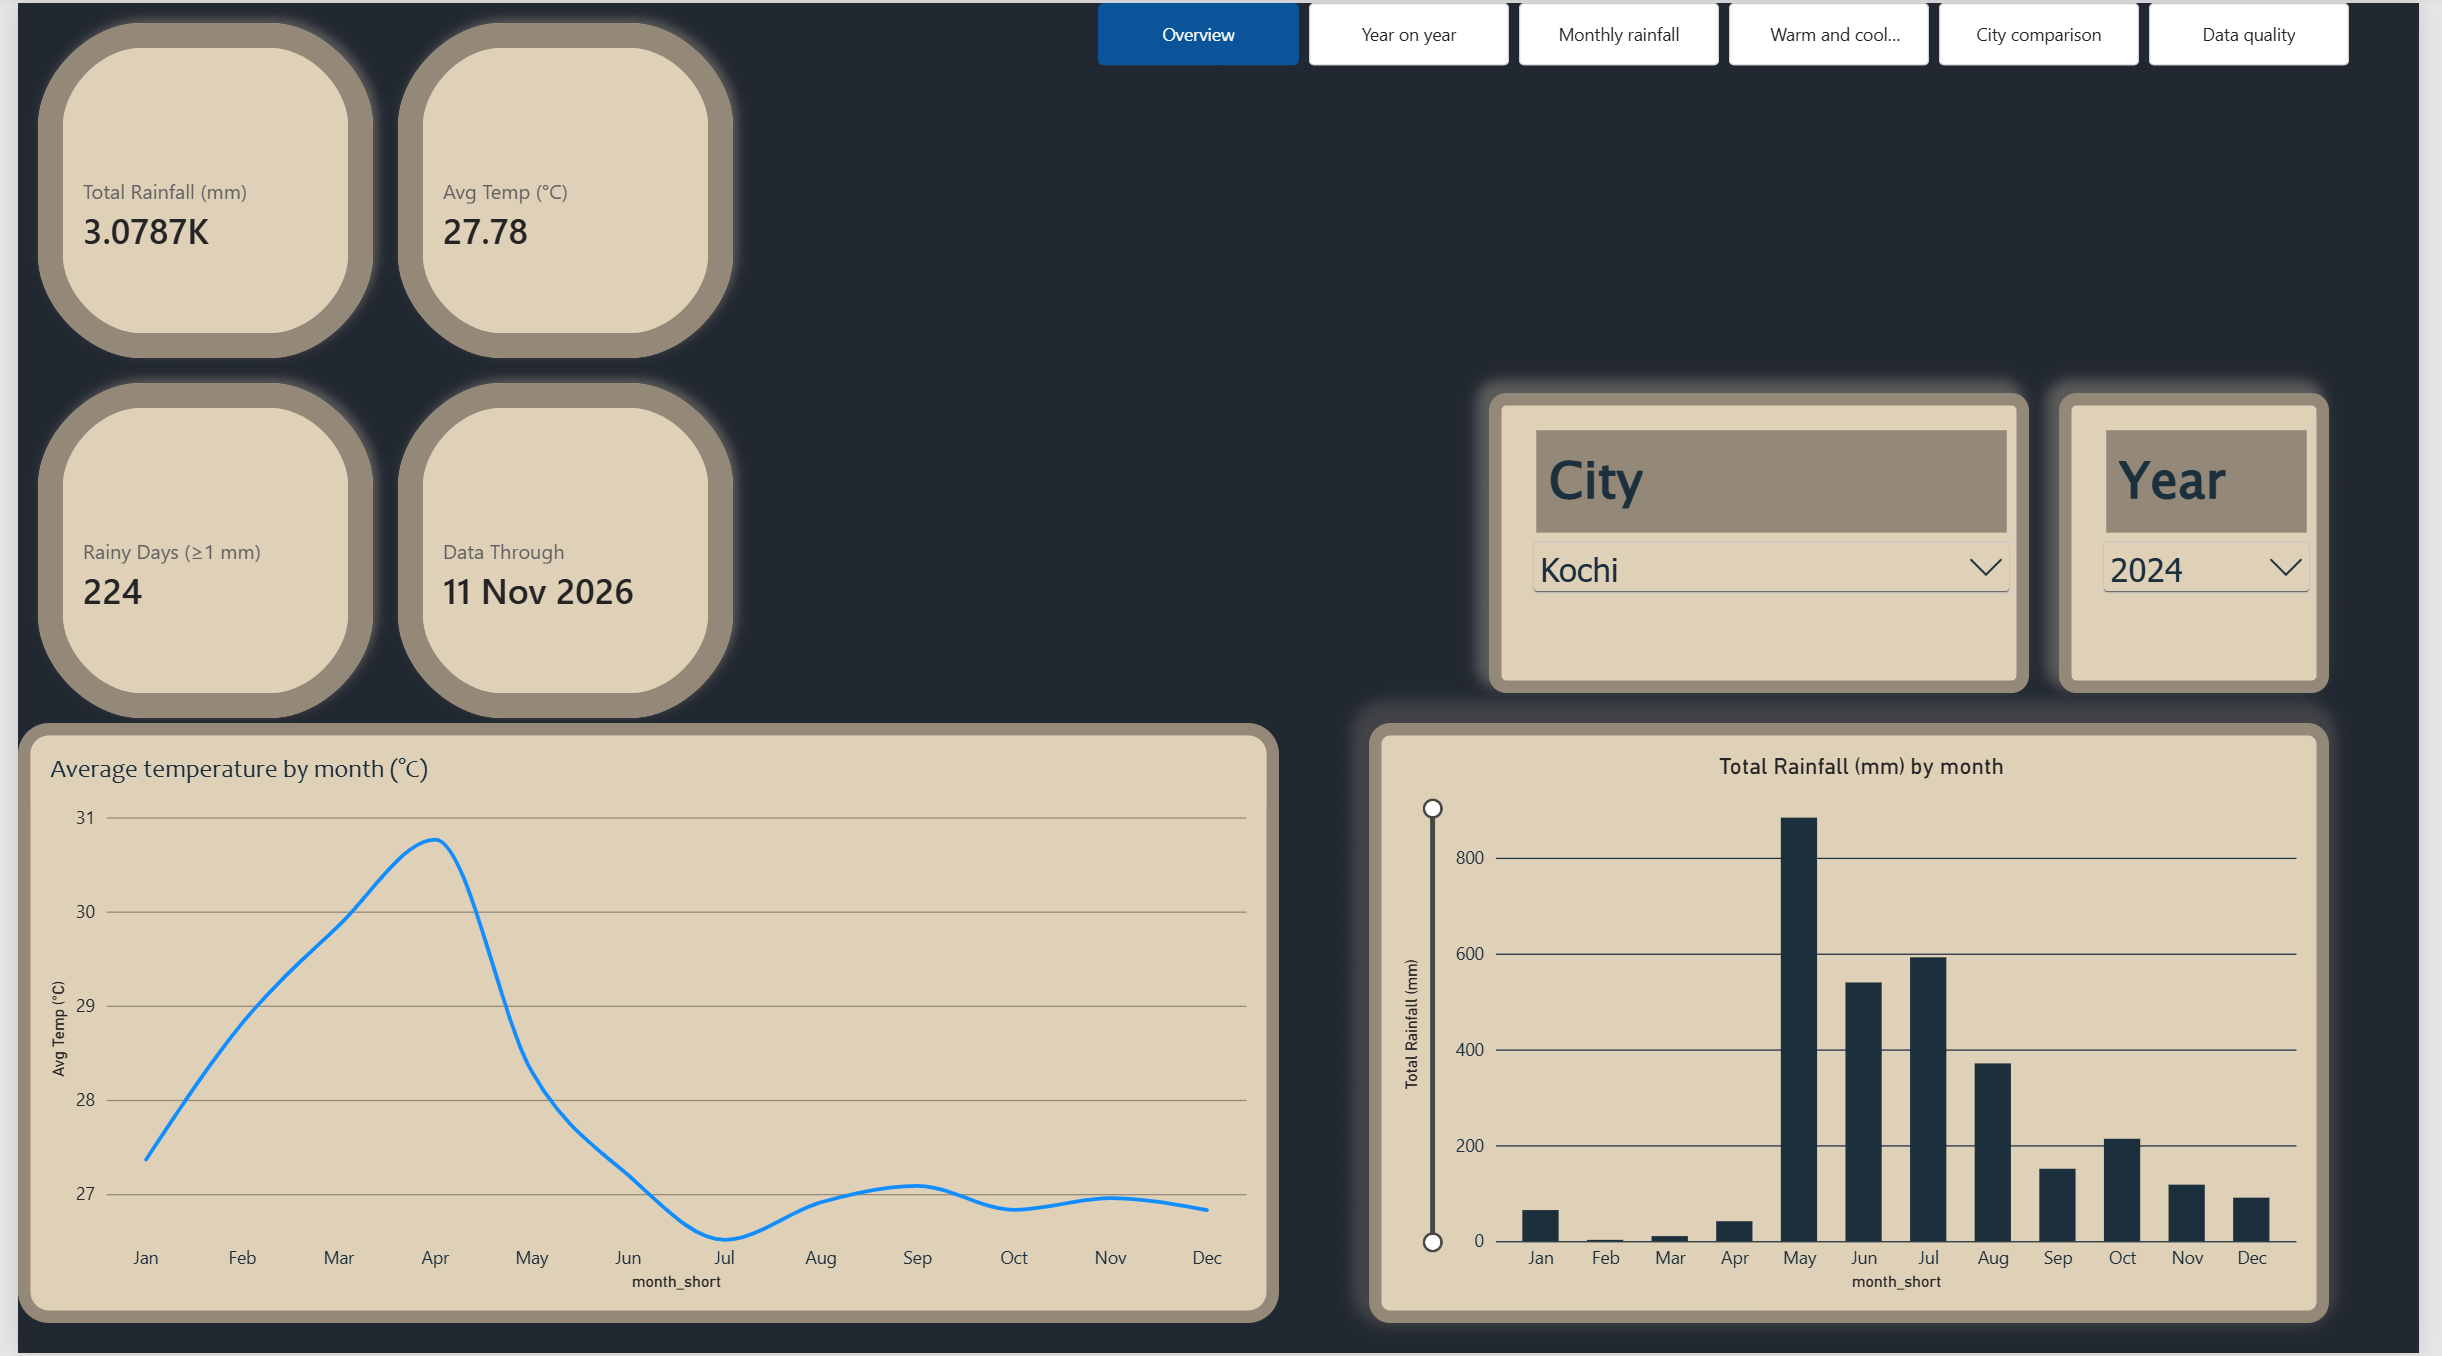 Overview
Year on year
Monthly rainfall
Warm and cool...
City comparison
Data quality
Total Rainfall (mm)
3.0787K
Avg Temp (°C)
27.78
Rainy Days (≥1 mm)
224
Data Through
11 Nov 2026
City
Kochi
Year
2024
Average temperature by month (°C)
31
30
29
28
27
Avg Temp (°C)
Jan Feb Mar Apr May Jun Jul Aug Sep Oct Nov Dec
month_short
Total Rainfall (mm) by month
800
600
400
200
0
Total Rainfall (mm)
Jan Feb Mar Apr May Jun Jul Aug Sep Oct Nov Dec
month_short